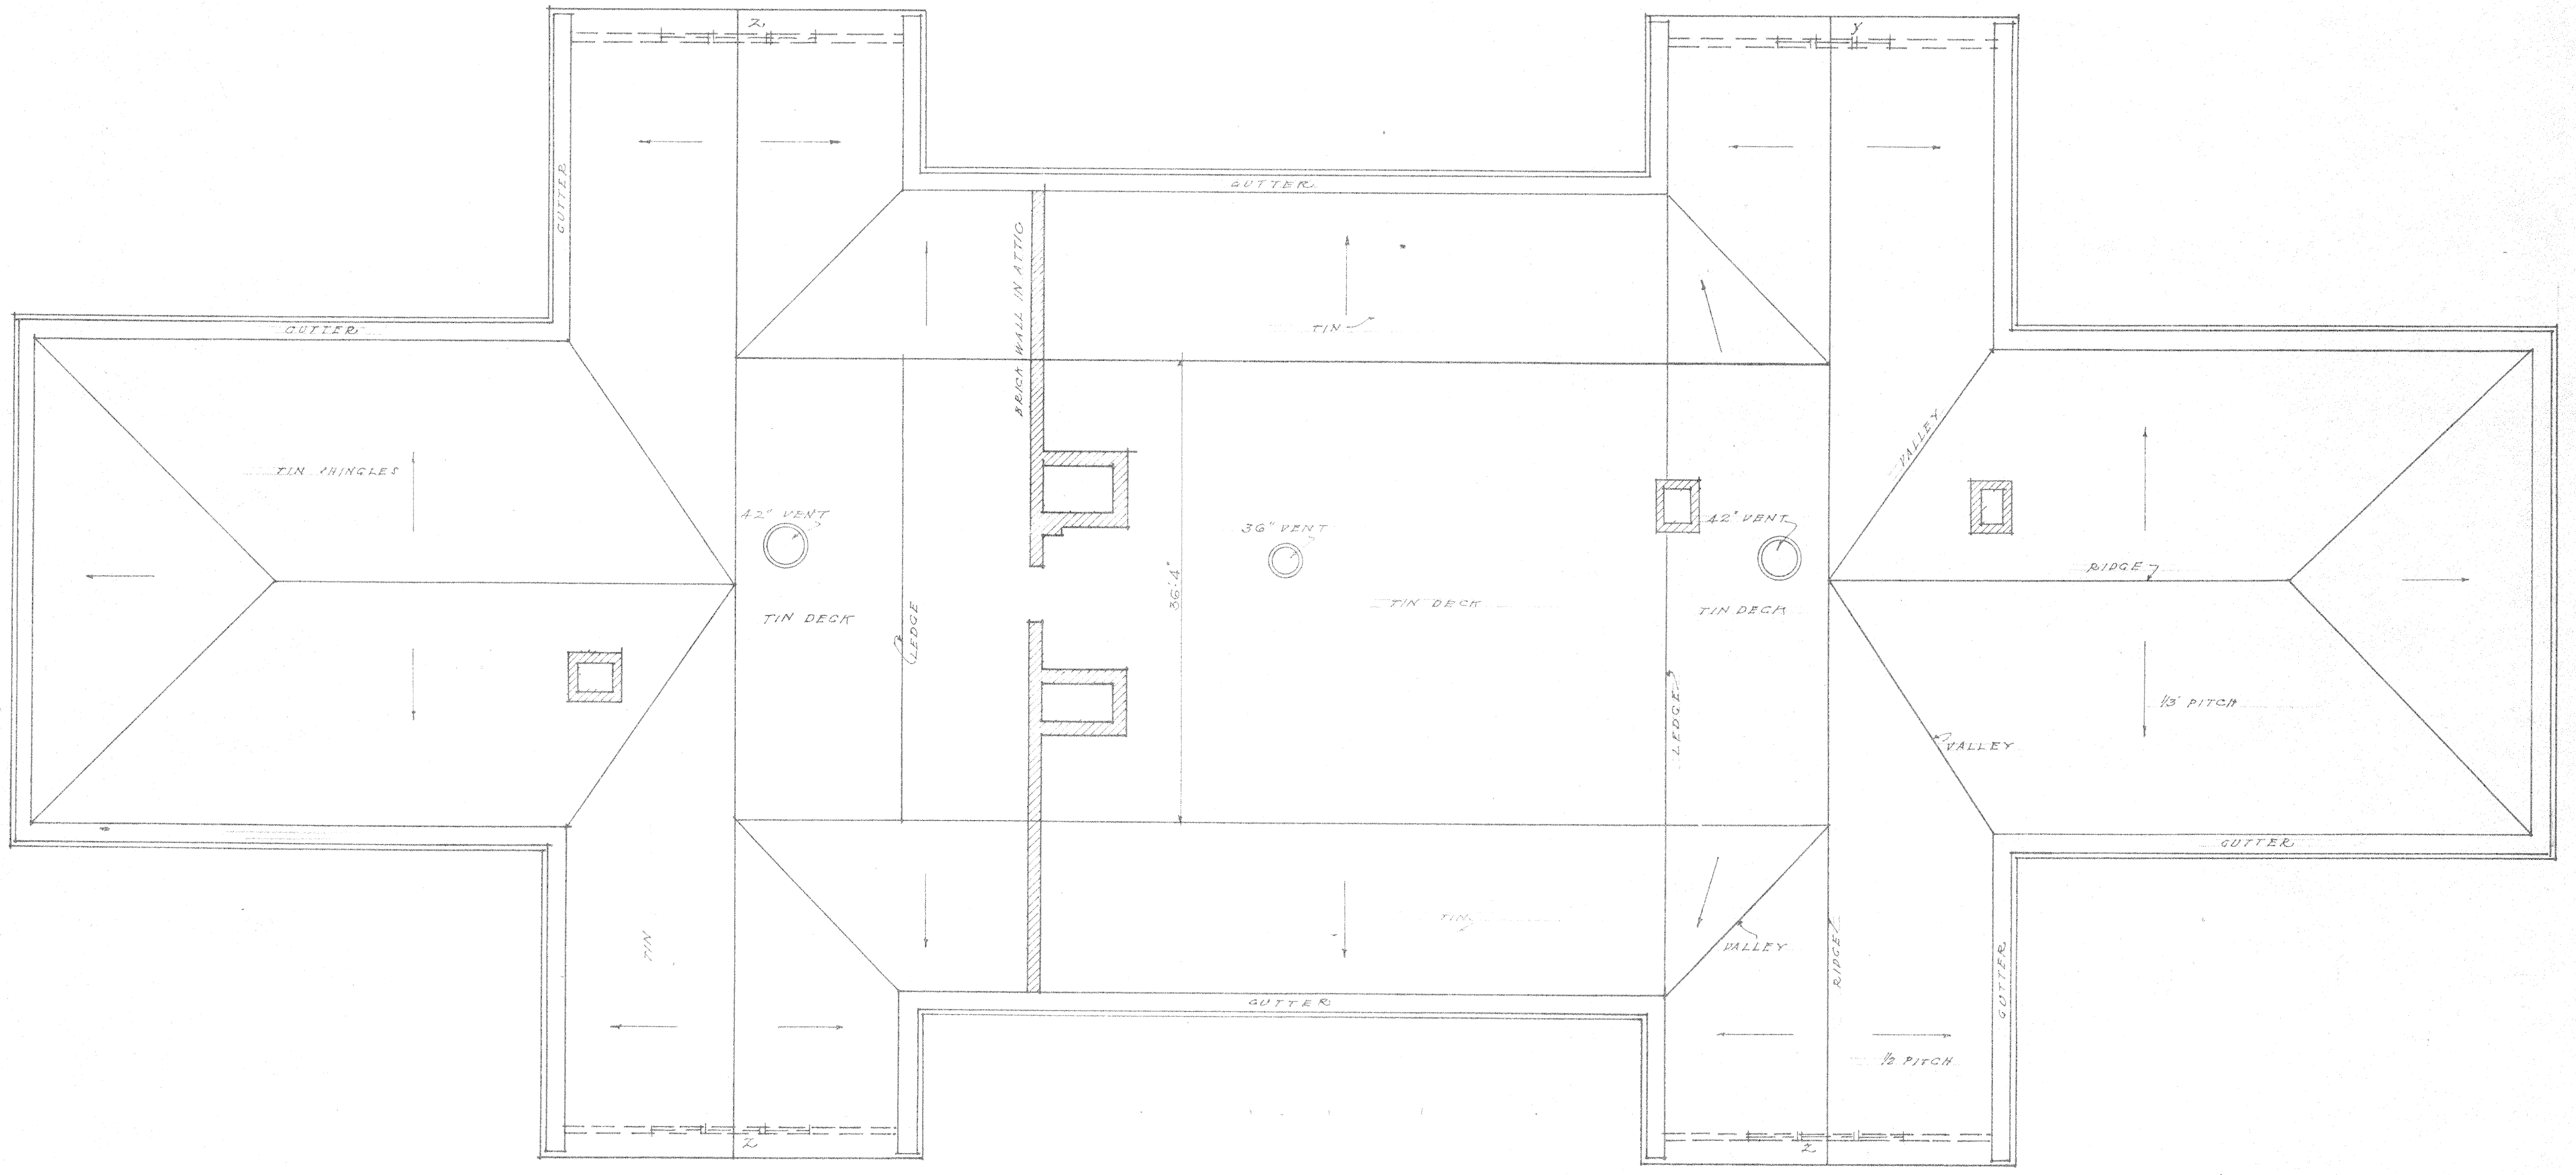 Z
Y
GUTTER
GUTTER
BRICK WALL IN ATTIC
GUTTER
TIN
VALLEY
TIN SHINGLES
42" VENT
36" VENT
42" VENT
RIDGE
36'-4"
TIN DECK
LEDGE
TIN DECK
TIN DECK
LEDGE
1/3 PITCH
VALLEY
GUTTER
TIN
TIN
VALLEY
RIDGE
GUTTER
GUTTER
1/2 PITCH
Z
Z